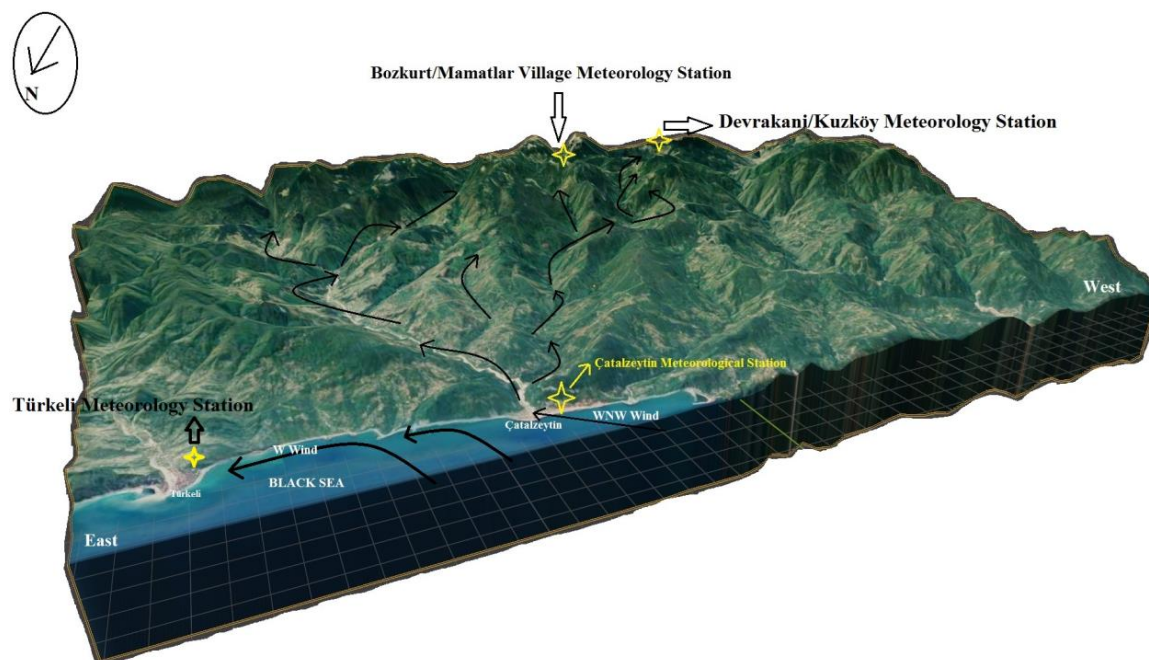 N
Bozkurt/Mamatlar Village Meteorology Station
Devrakani/Kuzköy Meteorology Station
West
Çatalzeytin Meteorological Station
Türkeli Meteorology Station
WNW Wind
Çatalzeytin
W Wind
BLACK SEA
Türkeli
East